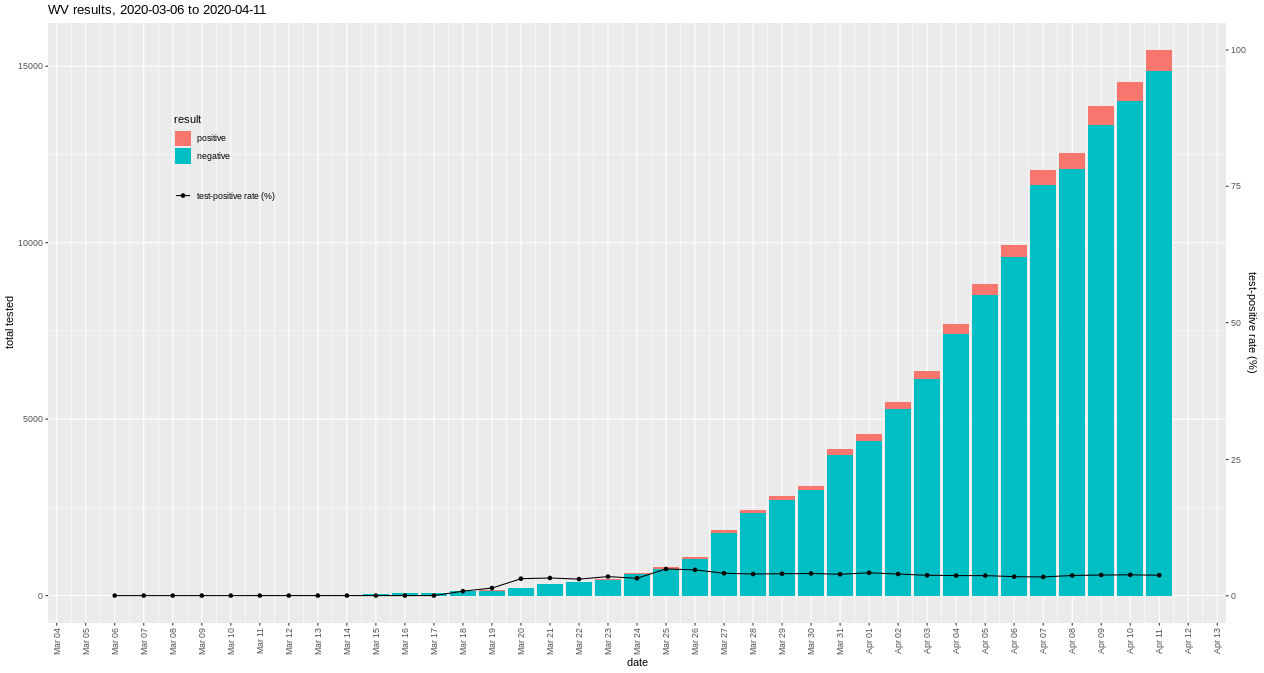 WV results, 2020-03-06 to 2020-04-11
total tested
15000
10000
5000
0
result
positive
negative
test-positive rate (%)
100
75
50
25
0
test-positive rate (%)
Mar 04
Mar 05
Mar 06
Mar 07
Mar 08
Mar 09
Mar 10
Mar 11
Mar 12
Mar 13
Mar 14
Mar 15
Mar 16
Mar 17
Mar 18
Mar 19
Mar 20
Mar 21
Mar 22
Mar 23
Mar 24
Mar 25
Mar 26
Mar 27
Mar 28
Mar 29
Mar 30
Mar 31
Apr 01
Apr 02
Apr 03
Apr 04
Apr 05
Apr 06
Apr 07
Apr 08
Apr 09
Apr 10
Apr 11
Apr 12
Apr 13
date